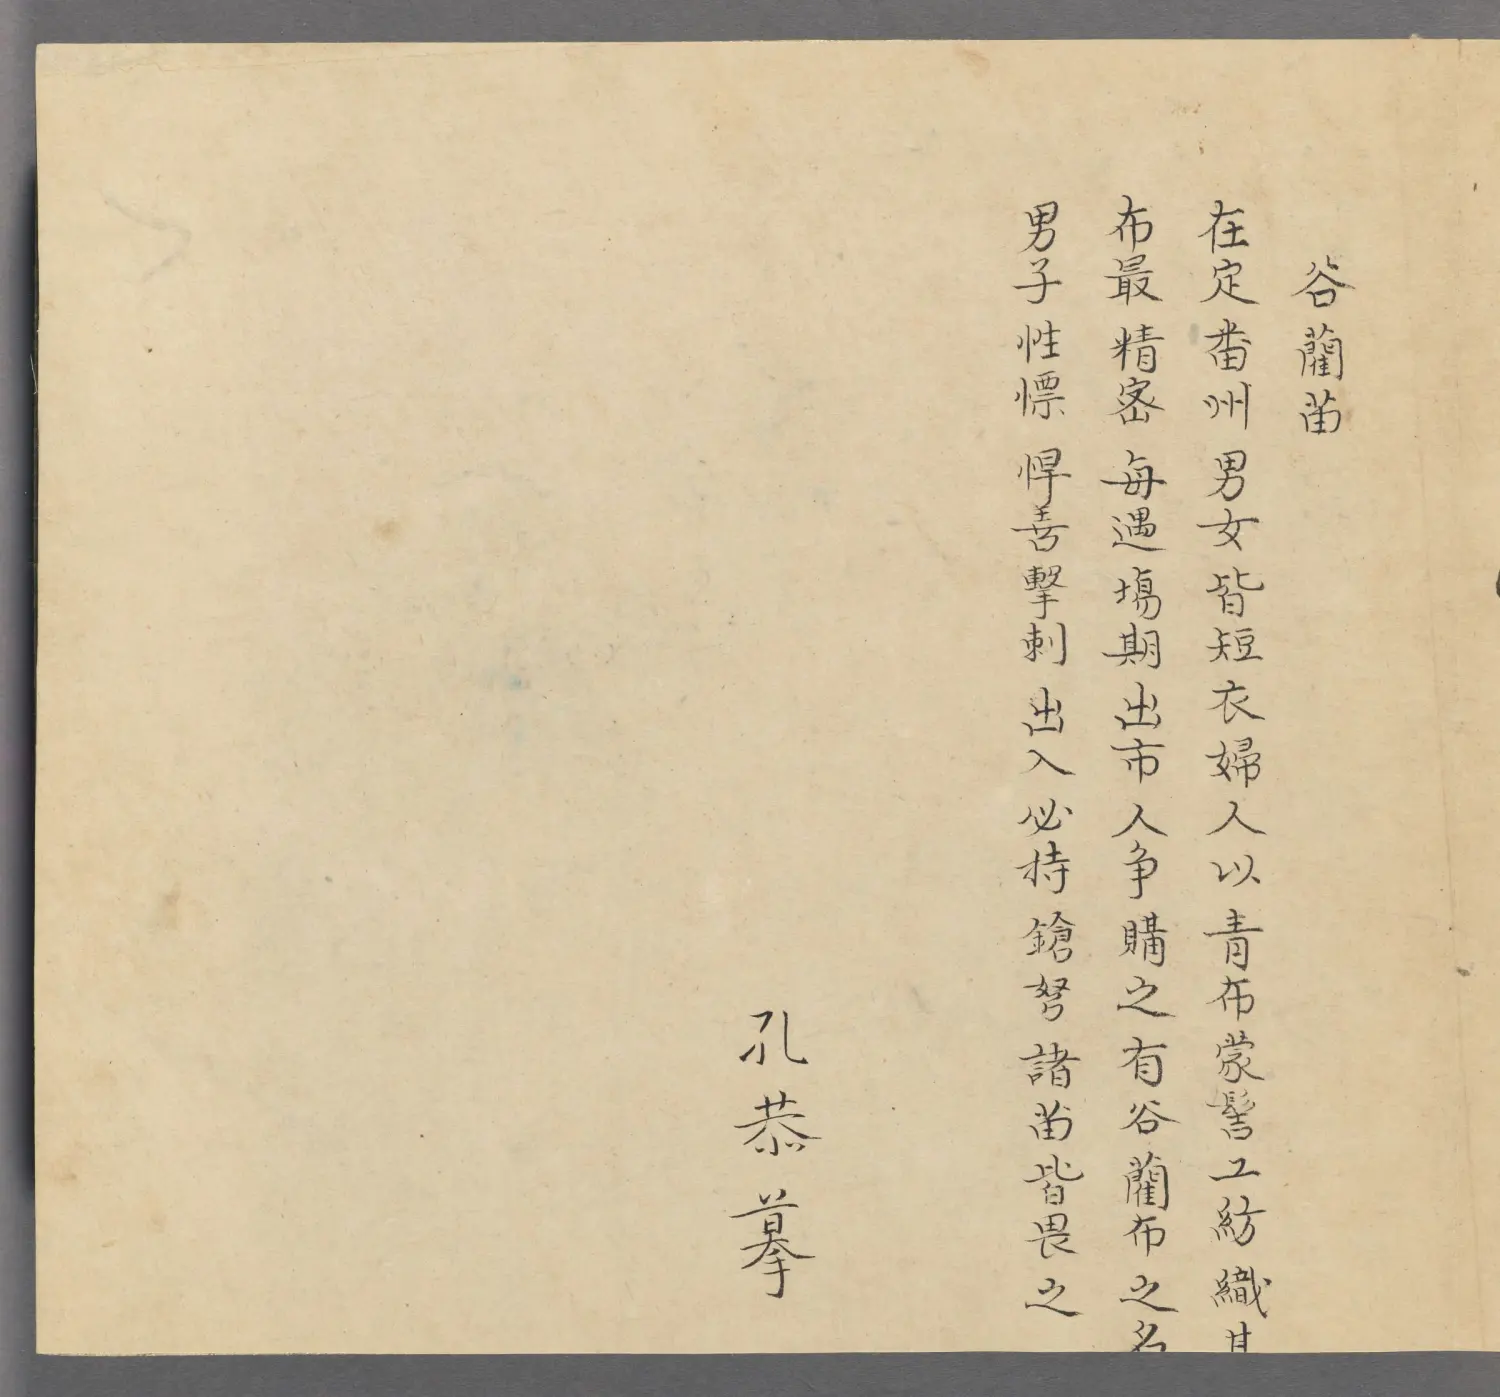 谷藺苗
在定番州男女皆短衣婦人以青布蒙髻工紡織其
布最精密每遇塲期出市人争購之有谷藺布之名
男子性慓悍善擊刺出入必持鎗弩諸苗皆畏之
孔恭摹